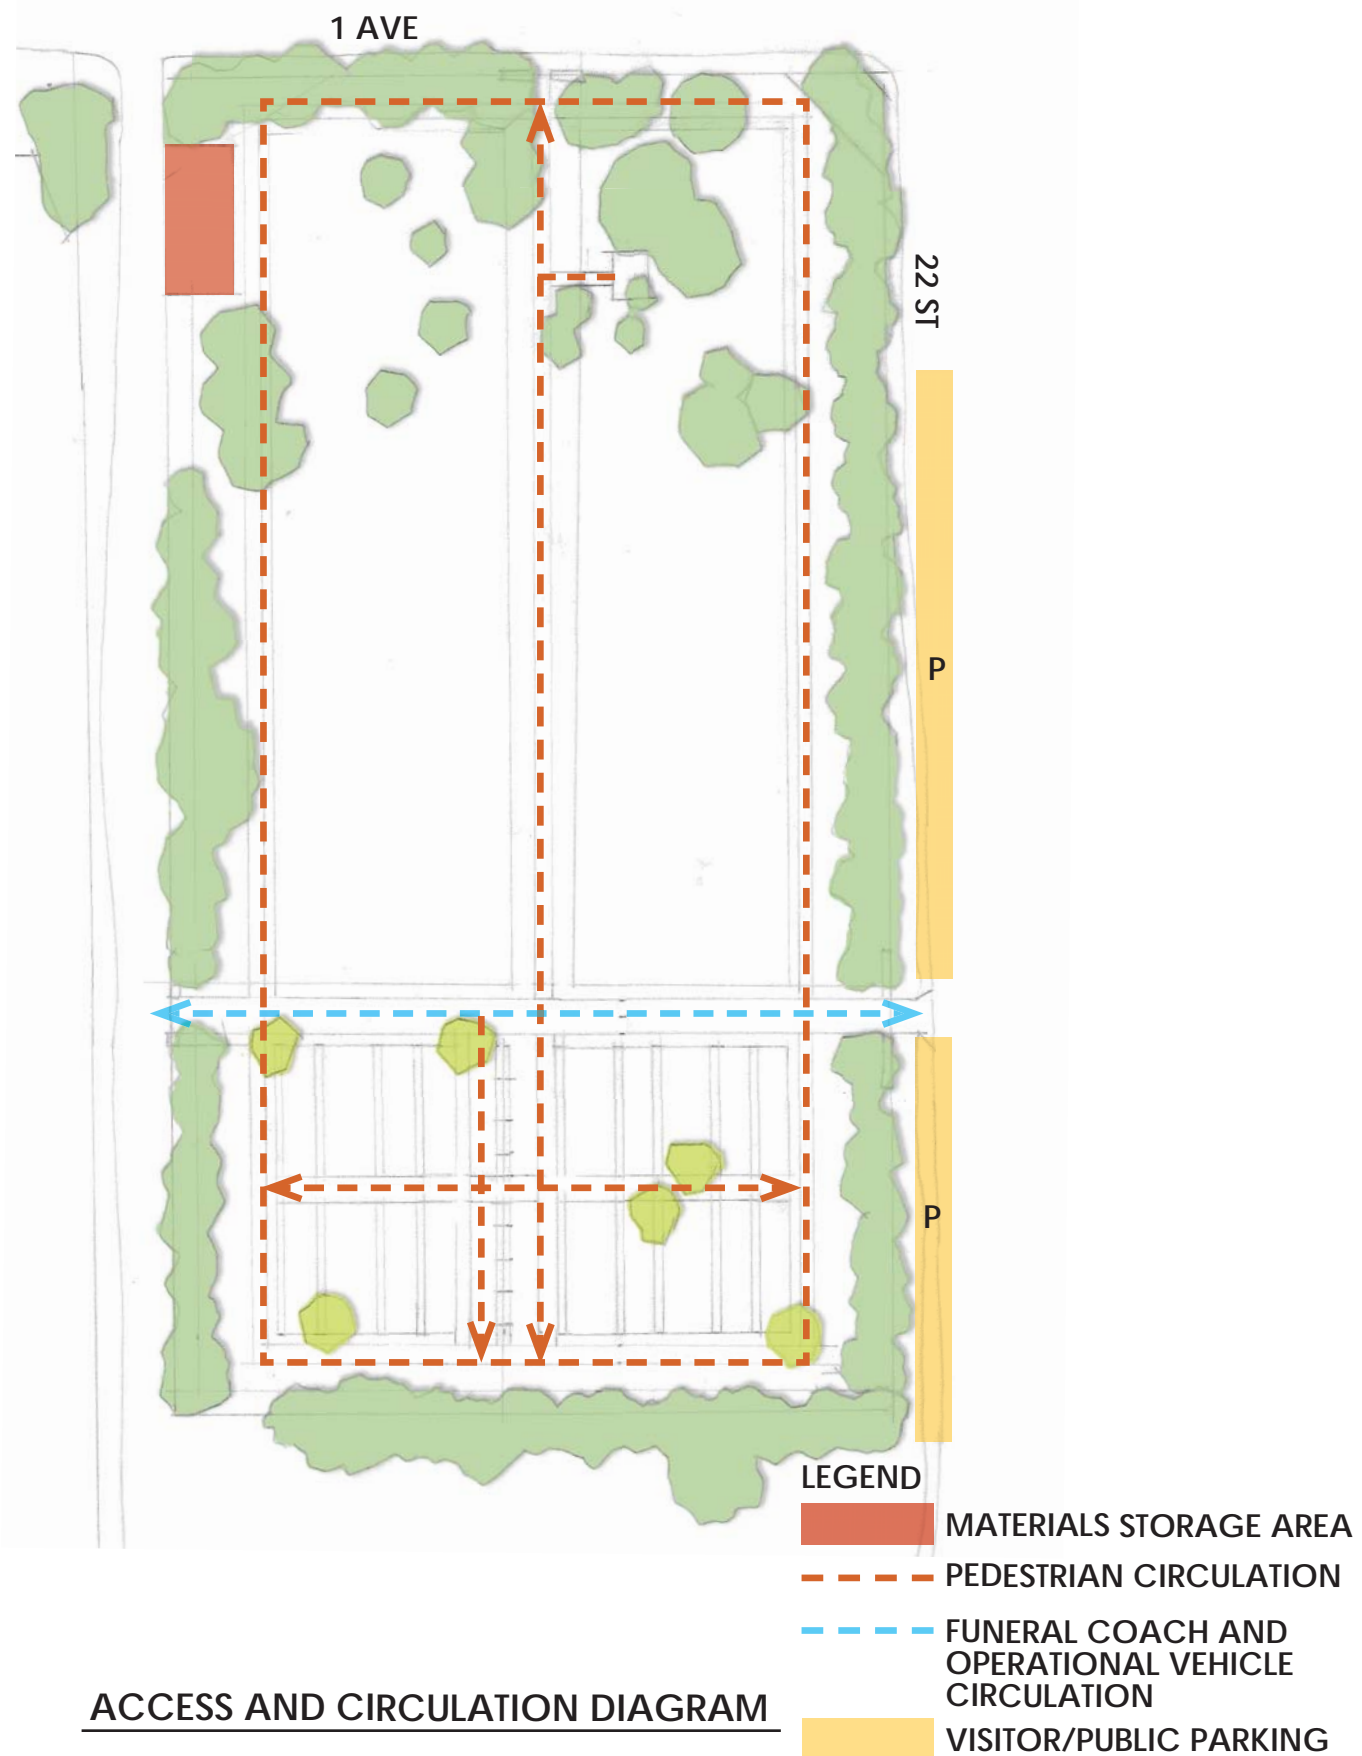 1 AVE
22 ST
P
P
LEGEND
MATERIALS STORAGE AREA
PEDESTRIAN CIRCULATION
FUNERAL COACH AND
OPERATIONAL VEHICLE
CIRCULATION
ACCESS AND CIRCULATION DIAGRAM
VISITOR/PUBLIC PARKING